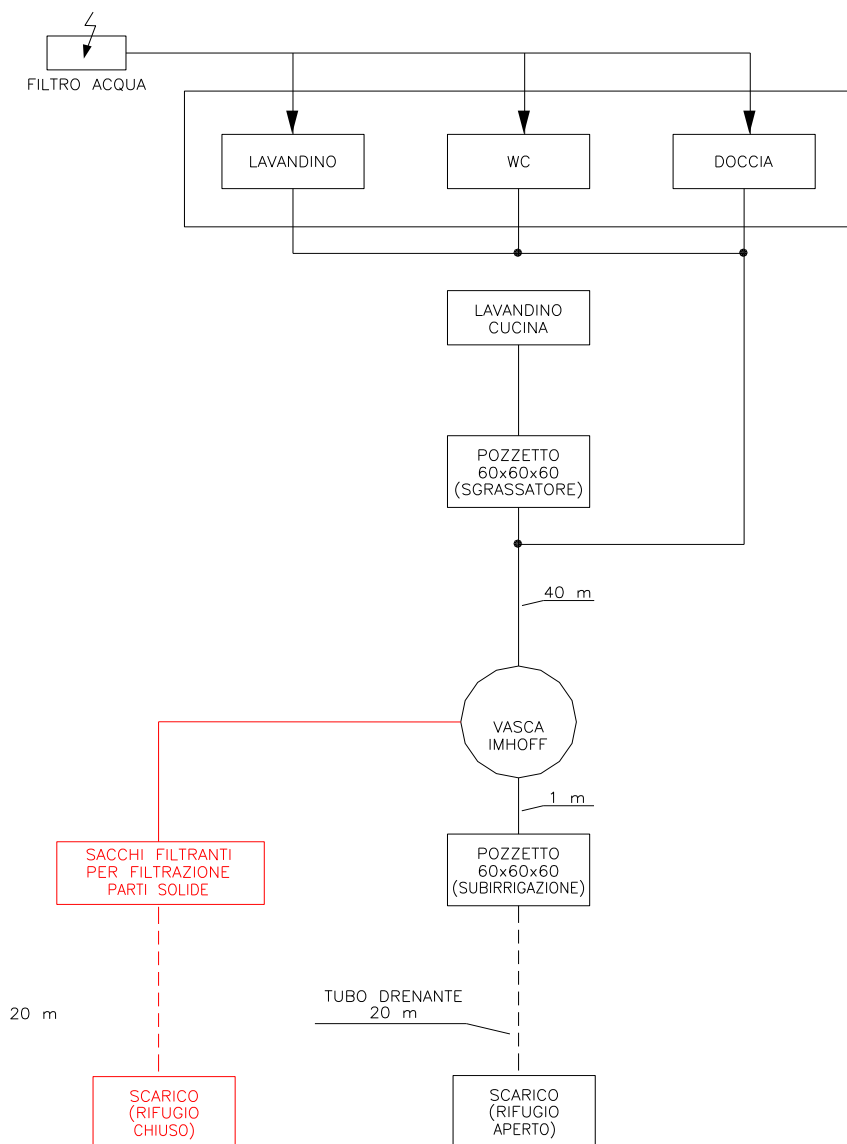 FILTRO ACQUA
LAVANDINO
WC
DOCCIA
LAVANDINO
CUCINA
POZZETTO
60x60x60
(SGRASSATORE)
40 m
VASCA
IMHOFF
1 m
SACCHI FILTRANTI
PER FILTRAZIONE
PARTI SOLIDE
POZZETTO
60x60x60
(SUBIRRIGAZIONE)
20 m
TUBO DRENANTE
20 m
SCARICO
(RIFUGIO
CHIUSO)
SCARICO
(RIFUGIO
APERTO)